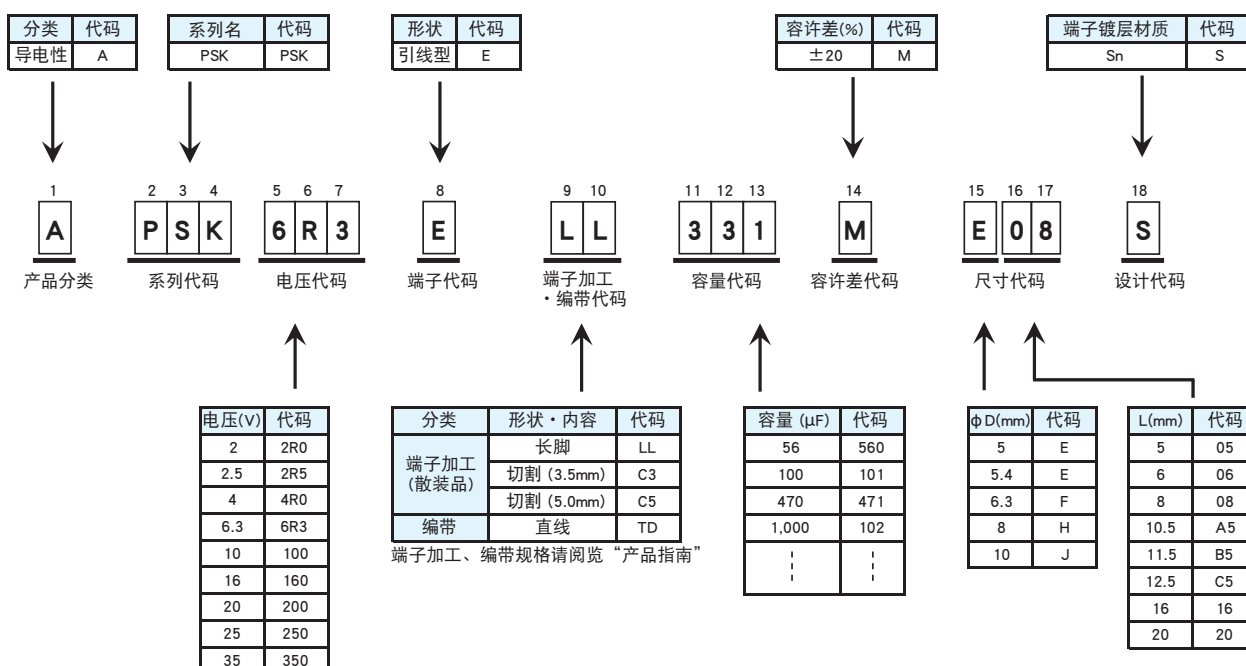 分类 代码
导电性 A
系列名 代码
PSK PSK
形状 代码
引线型 E
容许差(%) 代码
±20 M
端子镀层材质 代码
Sn S
1 2 3 4 5 6 7 8 9 10 11 12 13 14 15 16 17 18
A P S K 6 R 3 E L L 3 3 1 M E 0 8 S
产品分类 系列代码 电压代码 端子代码 端子加工 容量代码 容许差代码 尺寸代码 设计代码
・编带代码
电压(V) 代码
2 2R0
2.5 2R5
4 4R0
6.3 6R3
10 100
16 160
20 200
25 250
35 350
分类 形状・内容 代码
端子加工
(散装品)
长脚 LL
切割 (3.5mm) C3
切割 (5.0mm) C5
编带 直线 TD
端子加工、编带规格请阅览“产品指南”
容量 (μF) 代码
56 560
100 101
470 471
1,000 102
φD(mm) 代码
5 E
5.4 E
6.3 F
8 H
10 J
L(mm) 代码
5 05
6 06
8 08
10.5 A5
11.5 B5
12.5 C5
16 16
20 20